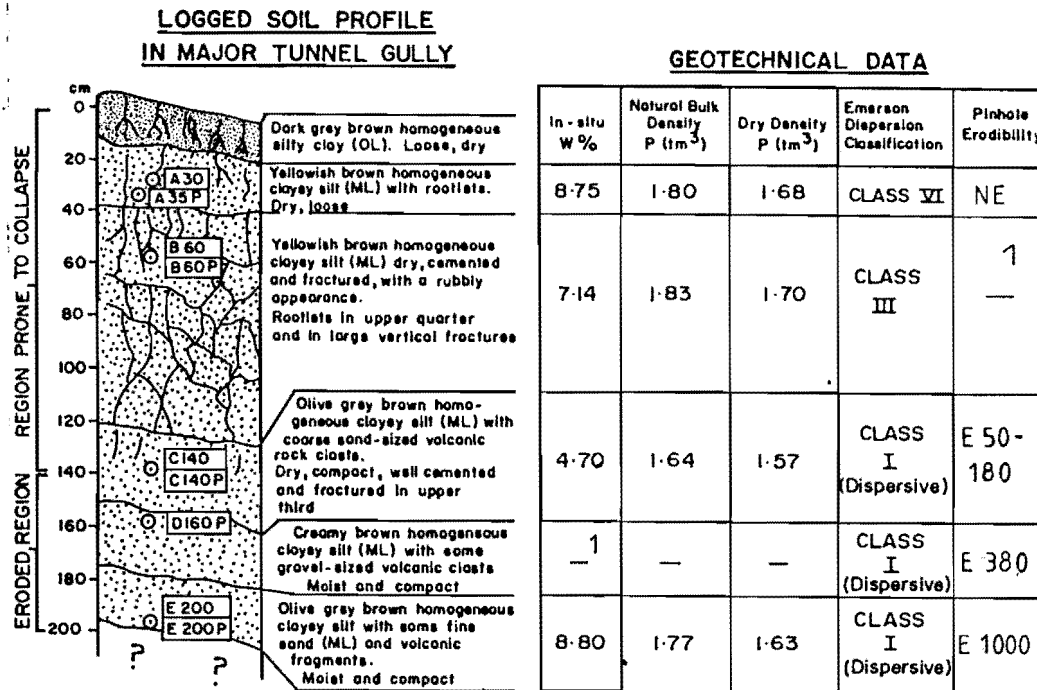 LOGGED SOIL PROFILE
IN MAJOR TUNNEL GULLY
GEOTECHNICAL DATA
cm
0
20
40
60
80
100
120
140
160
180
200
REGION PRONE TO COLLAPSE
ERODED REGION
A30
A35P
B60
B60P
C140
C140P
D160P
E200
E200P
? ?
Dark grey brown homogeneous
silty clay (OL). Loose, dry
Yellowish brown homogeneous
clayey silt (ML) with rootlets.
Dry, loose
Yellowish brown homogeneous
clayey silt (ML) dry, cemented
and fractured, with a rubbly
appearance.
Rootlets in upper quarter
and in large vertical fractures
Olive grey brown homo-
geneous clayey silt (ML) with
coarse sand-sized volcanic
rock clasts.
Dry, compact, well cemented
and fractured in upper
third
Creamy brown homogeneous
clayey silt (ML) with some
gravel-sized volcanic clasts
Moist and compact
Olive grey brown homogeneous
clayey silt with some fine
sand (ML) and volcanic
fragments.
Moist and compact
In-situ
W%
Natural Bulk
Density
P (tm³)
Dry Density
P (tm³)
Emerson
Dispersion
Classification
Pinhole
Erodibility
8·75 1·80 1·68 CLASS VI NE
7·14 1·83 1·70 CLASS
III
1
—
4·70 1·64 1·57 CLASS
I
(Dispersive)
E 50-
180
1
— — — CLASS
I
(Dispersive)
E 380
8·80 1·77 1·63 CLASS
I
(Dispersive)
E 1000